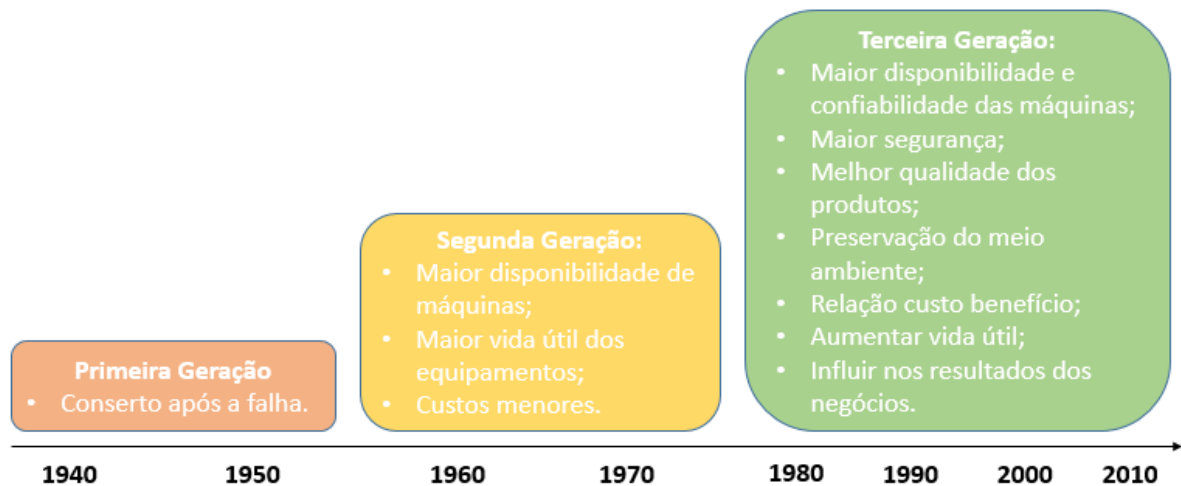 Primeira Geração
• Conserto após a falha.
Segunda Geração:
• Maior disponibilidade de
máquinas;
• Maior vida útil dos
equipamentos;
• Custos menores.
Terceira Geração:
• Maior disponibilidade e
confiabilidade das máquinas;
• Maior segurança;
• Melhor qualidade dos
produtos;
• Preservação do meio
ambiente;
• Relação custo benefício;
• Aumentar vida útil;
• Influir nos resultados dos
negócios.
1940 1950 1960 1970 1980 1990 2000 2010